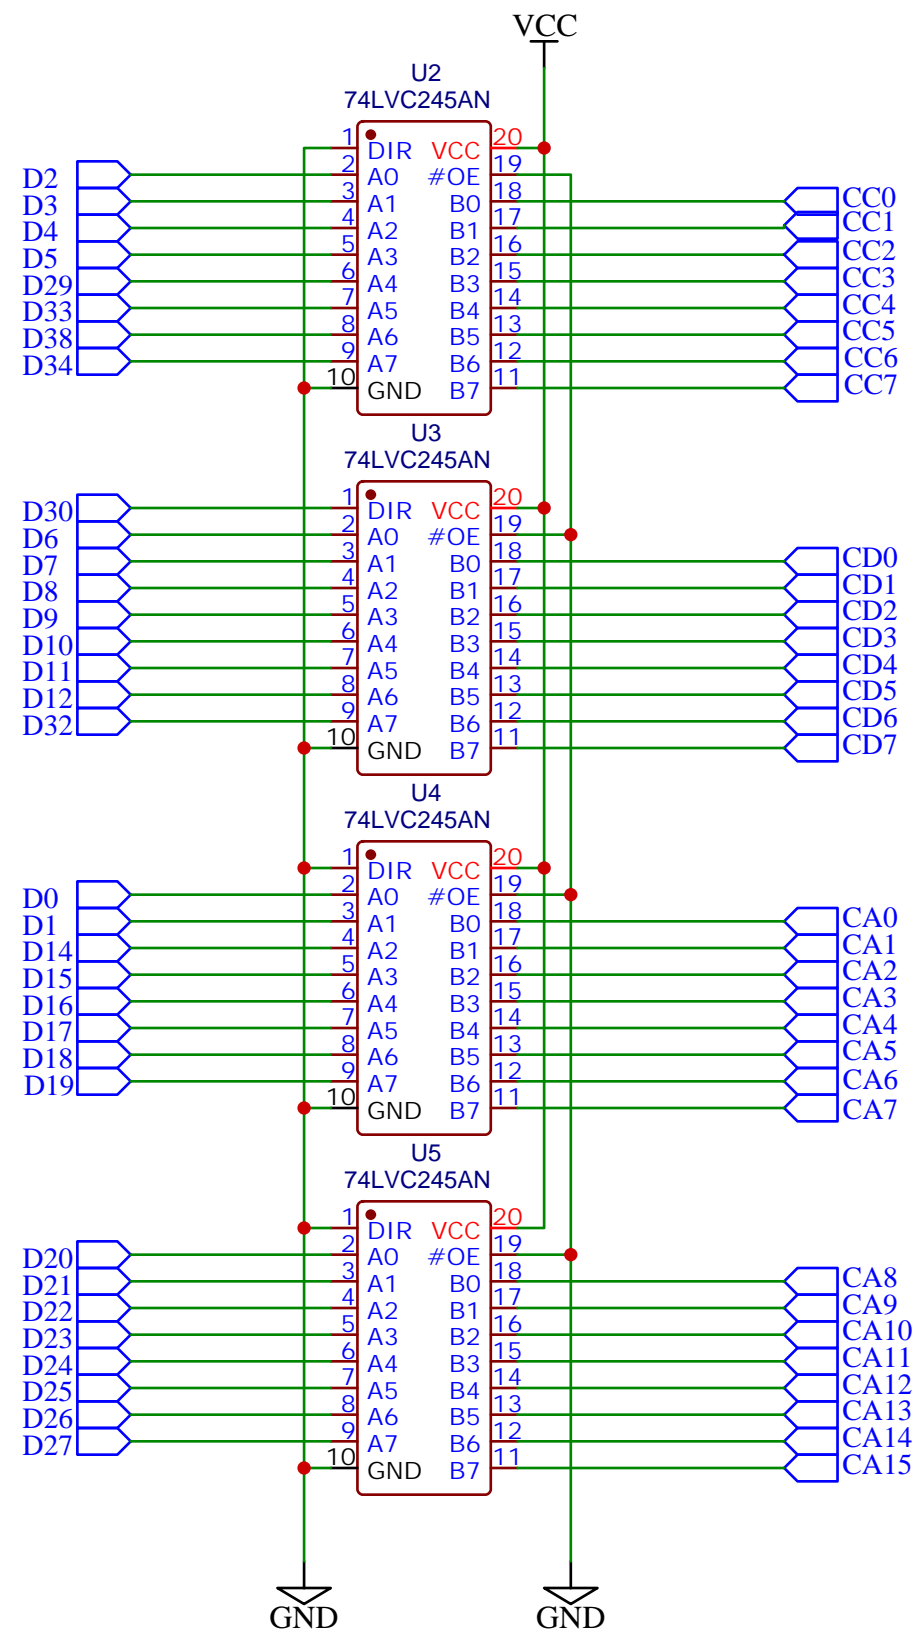 VCC
U2
74LVC245AN
1 DIR VCC 20
D2 2 A0 #OE 19
D3 3 A1 B0 18 CC0
D4 4 A2 B1 17 CC1
D5 5 A3 B2 16 CC2
D29 6 A4 B3 15 CC3
D33 7 A5 B4 14 CC4
D38 8 A6 B5 13 CC5
D34 9 A7 B6 12 CC6
10 GND B7 11 CC7
U3
74LVC245AN
D30 1 DIR VCC 20
D6 2 A0 #OE 19
D7 3 A1 B0 18 CD0
D8 4 A2 B1 17 CD1
D9 5 A3 B2 16 CD2
D10 6 A4 B3 15 CD3
D11 7 A5 B4 14 CD4
D12 8 A6 B5 13 CD5
D32 9 A7 B6 12 CD6
10 GND B7 11 CD7
U4
74LVC245AN
1 DIR VCC 20
D0 2 A0 #OE 19
D1 3 A1 B0 18 CA0
D14 4 A2 B1 17 CA1
D15 5 A3 B2 16 CA2
D16 6 A4 B3 15 CA3
D17 7 A5 B4 14 CA4
D18 8 A6 B5 13 CA5
D19 9 A7 B6 12 CA6
10 GND B7 11 CA7
U5
74LVC245AN
1 DIR VCC 20
D20 2 A0 #OE 19
D21 3 A1 B0 18 CA8
D22 4 A2 B1 17 CA9
D23 5 A3 B2 16 CA10
D24 6 A4 B3 15 CA11
D25 7 A5 B4 14 CA12
D26 8 A6 B5 13 CA13
D27 9 A7 B6 12 CA14
10 GND B7 11 CA15
GND GND